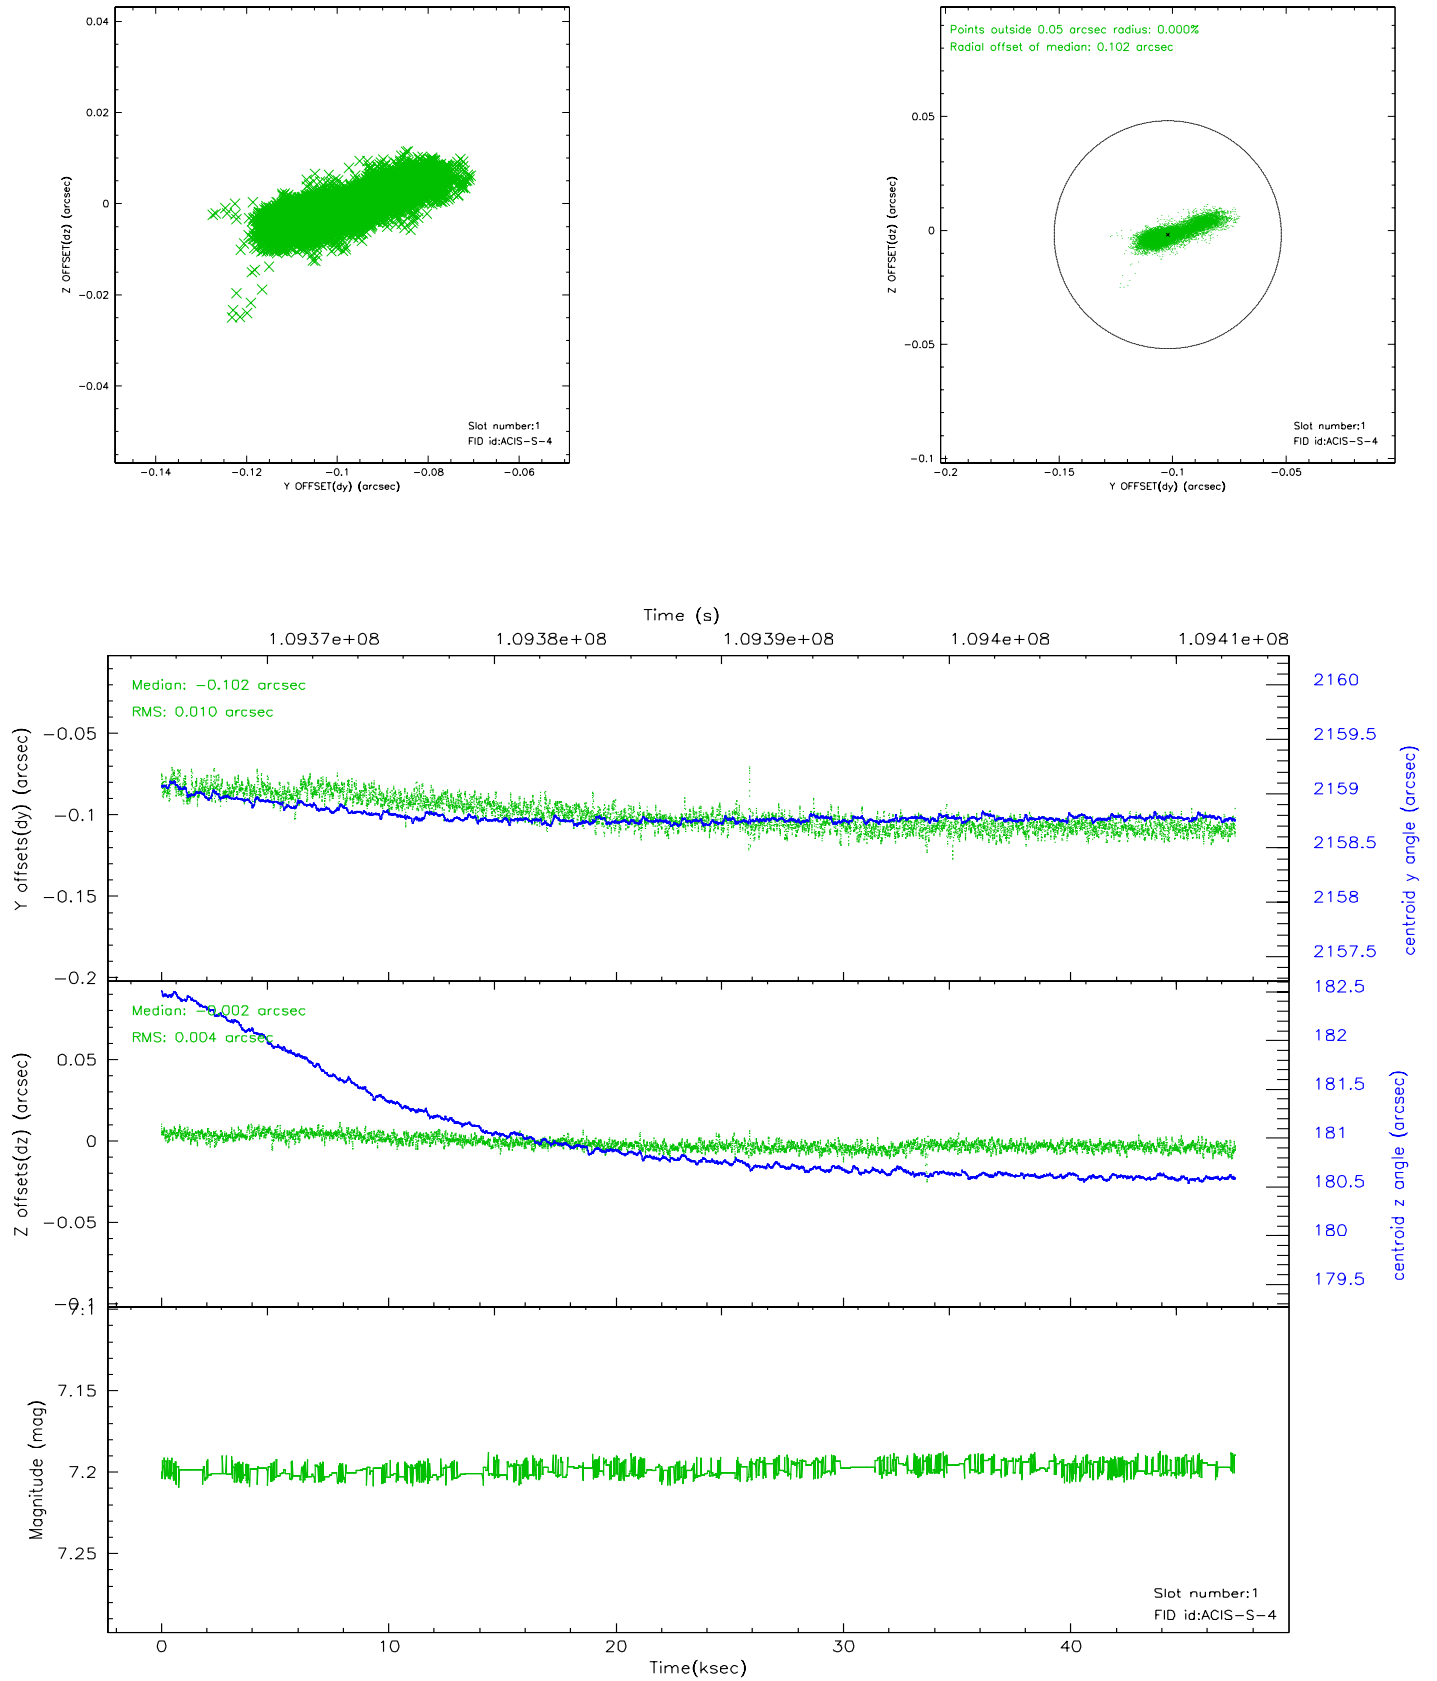 0.04
0.02
0
-0.02
-0.04
Z OFFSET(dz) (arcsec)
Slot number:1
FID id:ACIS-S-4
-0.14
-0.12
-0.1
-0.08
-0.06
Y OFFSET(dy) (arcsec)
Points outside 0.05 arcsec radius: 0.000%
Radial offset of median: 0.102 arcsec
0.05
0
-0.05
-0.1
Z OFFSET(dz) (arcsec)
Slot number:1
FID id:ACIS-S-4
-0.2
-0.15
-0.1
-0.05
Y OFFSET(dy) (arcsec)
Time (s)
1.0937e+08
1.0938e+08
1.0939e+08
1.094e+08
1.0941e+08
Median: -0.102 arcsec
RMS: 0.010 arcsec
-0.05
-0.1
-0.15
-0.2
Y offsets(dy) (arcsec)
2160
2159.5
2159
2158.5
2158
2157.5
centroid y angle (arcsec)
Median: -0.002 arcsec
RMS: 0.004 arcsec
0.05
0
-0.05
-0.1
Z offsets(dz) (arcsec)
182.5
182
181.5
181
180.5
180
179.5
centroid z angle (arcsec)
7.1
7.15
7.2
7.25
Magnitude (mag)
Slot number:1
FID id:ACIS-S-4
0
10
20
30
40
Time(ksec)